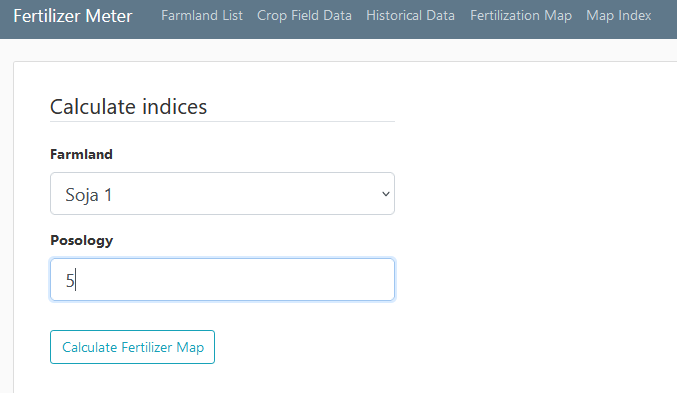 Fertilizer Meter Farmland List Crop Field Data Historical Data Fertilization Map Map Index
Calculate indices
Farmland
Soja 1
Posology
5
Calculate Fertilizer Map